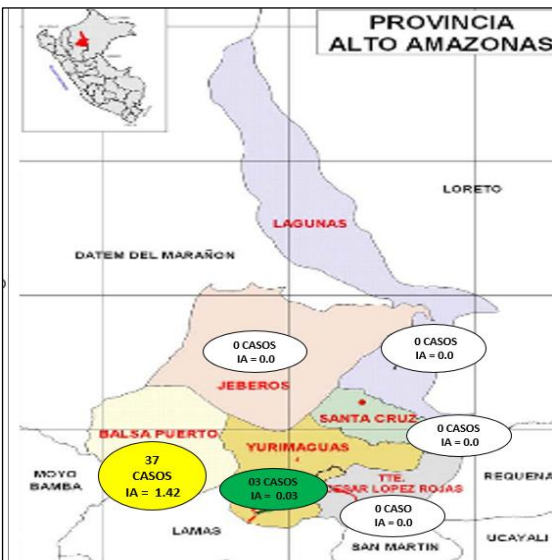 PROVINCIA
ALTO AMAZONAS
LORETO
LAGUNAS
DATEM DEL MARAÑON
0 CASOS
IA = 0.0
0 CASOS
IA = 0.0
JEBEROS
SANTA CRUZ
0 CASOS
IA = 0.0
BALSA PUERTO
YURIMAGUAS
37
CASOS
IA = 1.42
MOYO
BAMBA
03 CASOS
IA = 0.03
TTE.
CESAR LOPEZ ROJAS
REQUENA
0 CASO
IA = 0.0
LAMAS
SAN MARTIN
UCAYALI